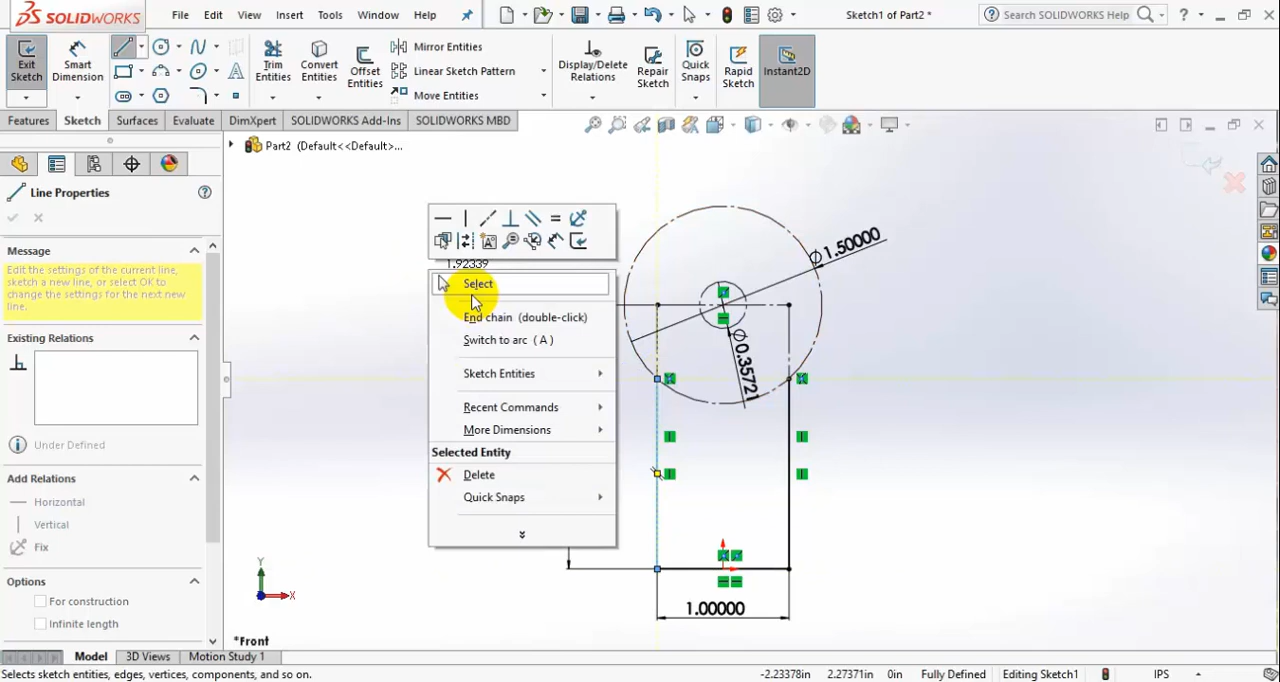 SOLIDWORKS
File Edit View Insert Tools Window Help
Sketch1 of Part2 *
Search SOLIDWORKS Help
?
Exit Sketch
Smart Dimension
Trim Entities
Convert Entities
Offset Entities
Mirror Entities
Linear Sketch Pattern
Move Entities
Display/Delete Relations
Repair Sketch
Quick Snaps
Rapid Sketch
Instant2D
Features Sketch Surfaces Evaluate DimXpert SOLIDWORKS Add-Ins SOLIDWORKS MBD
Part2 (Default<<Default>...
Line Properties
Message
Edit the settings of the current line,
sketch a new line, or select OK to
change the settings for the next new
line.
Existing Relations
Under Defined
Add Relations
Horizontal
Vertical
Fix
Options
For construction
Infinite length
1.92339
Select
End chain (double-click)
Switch to arc ( A )
Sketch Entities
Recent Commands
More Dimensions
Selected Entity
Delete
Quick Snaps
Ø1.50000
Ø0.35721
1.00000
Y
X
*Front
Model 3D Views Motion Study 1
Selects sketch entities, edges, vertices, components, and so on.
-2.23378in 2.27371in 0in Fully Defined Editing Sketch1 IPS